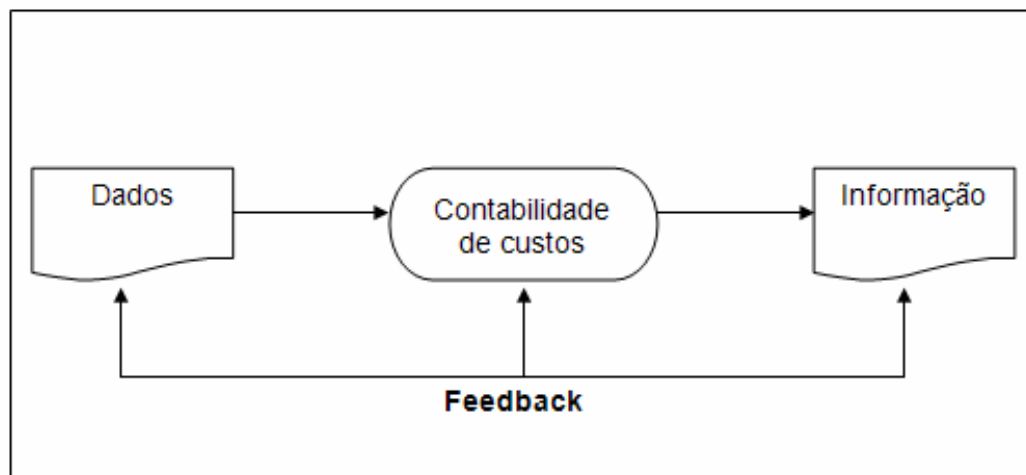 Dados
Contabilidade
de custos
Informação
Feedback